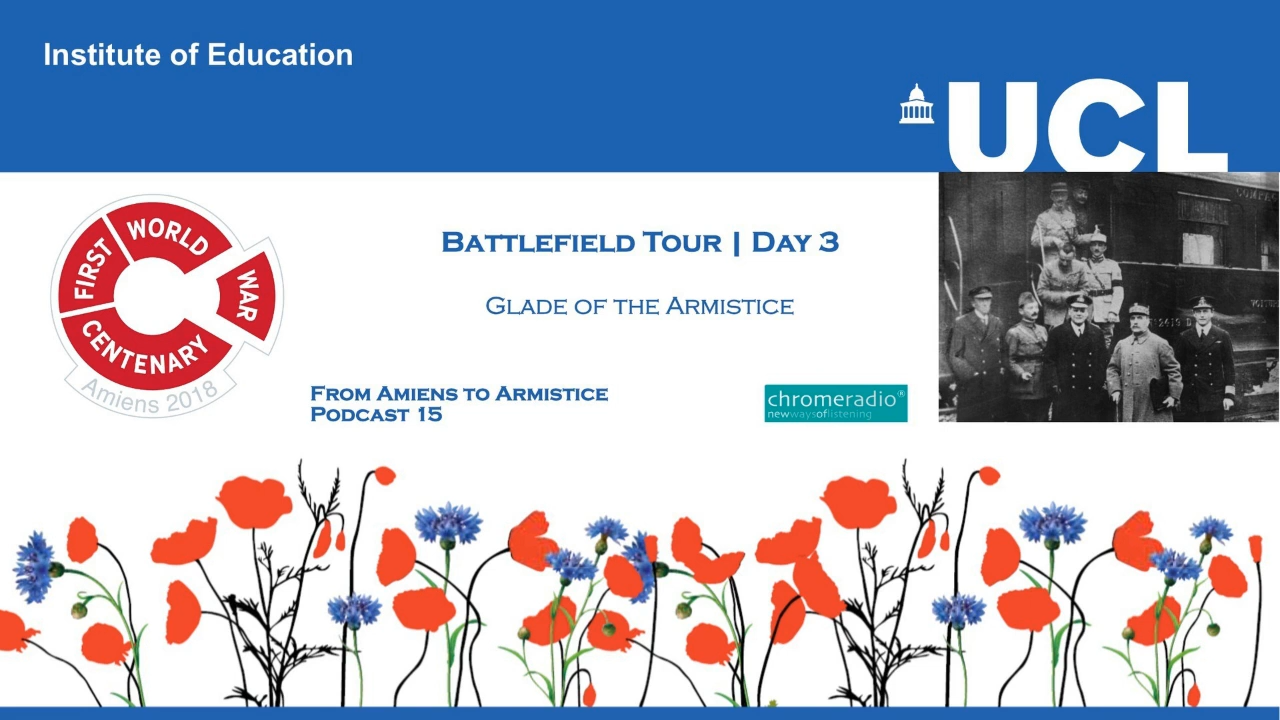 Institute of Education
UCL
FIRST
WORLD
WAR
CENTENARY
Amiens 2018
BATTLEFIELD TOUR | DAY 3
GLADE OF THE ARMISTICE
FROM AMIENS TO ARMISTICE
PODCAST 15
chromeradio®
newwaysoflistening
2419 D